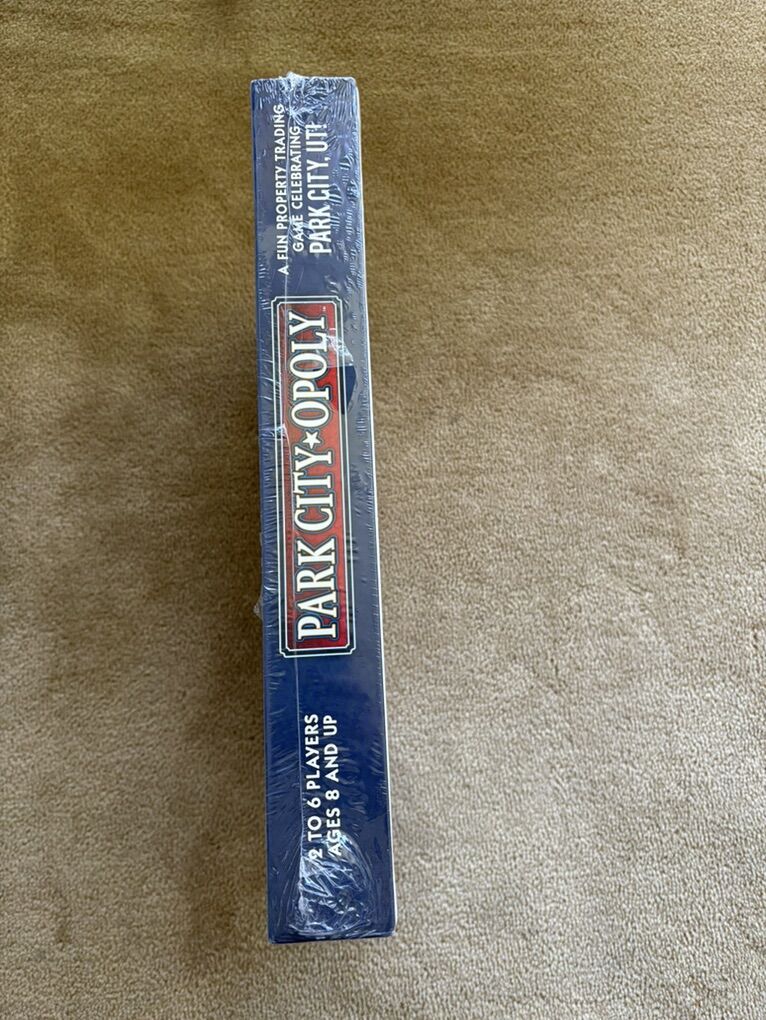 2 TO 6 PLAYERS
AGES 8 AND UP
PARK CITY★OPOLY
A FUN PROPERTY TRADING
GAME CELEBRATING
PARK CITY, UT!